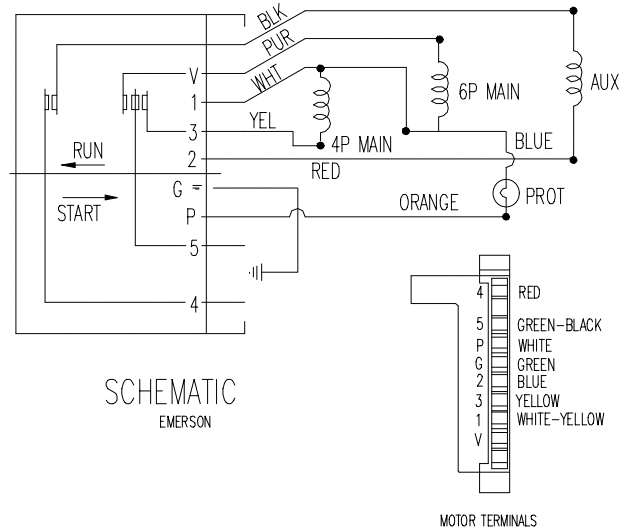 BLK
PUR
V
WHT
1
6P MAIN
AUX
YEL
3
4P MAIN
BLUE
RUN
2
RED
G
START
P
ORANGE
PROT
5
4
SCHEMATIC
EMERSON
4 RED
5 GREEN-BLACK
P WHITE
G GREEN
2 BLUE
3 YELLOW
1 WHITE-YELLOW
V
MOTOR TERMINALS